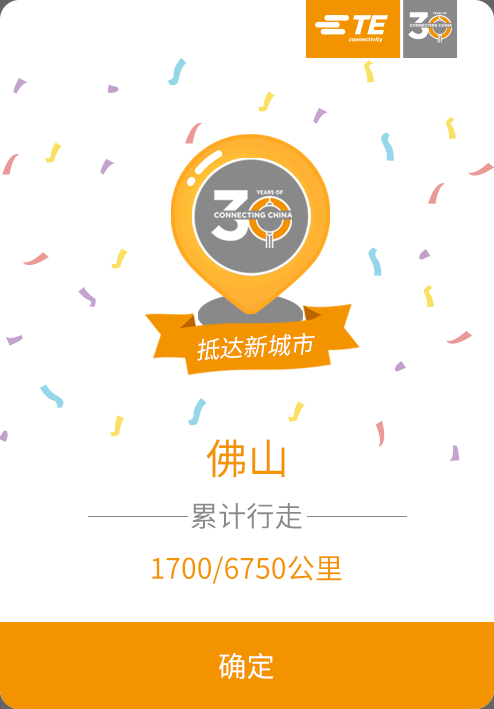 TE
connectivity
YEARS OF
30
CONNECTING CHINA
YEARS OF
30
CONNECTING CHINA
抵达新城市
佛山
累计行走
1700/6750公里
确定